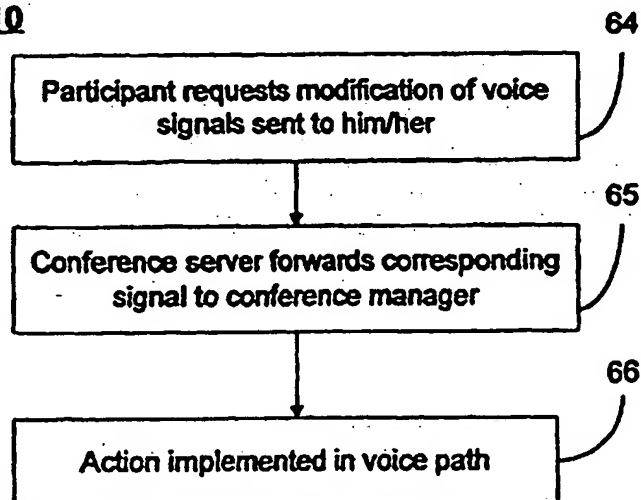 0
64
Participant requests modification of voice
signals sent to him/her
65
Conference server forwards corresponding
signal to conference manager
66
Action implemented in voice path